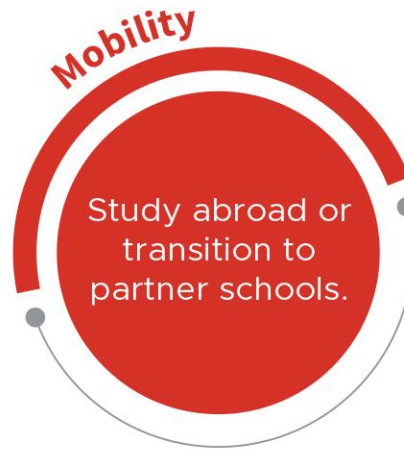 Mobility
Study abroad or
transition to
partner schools.